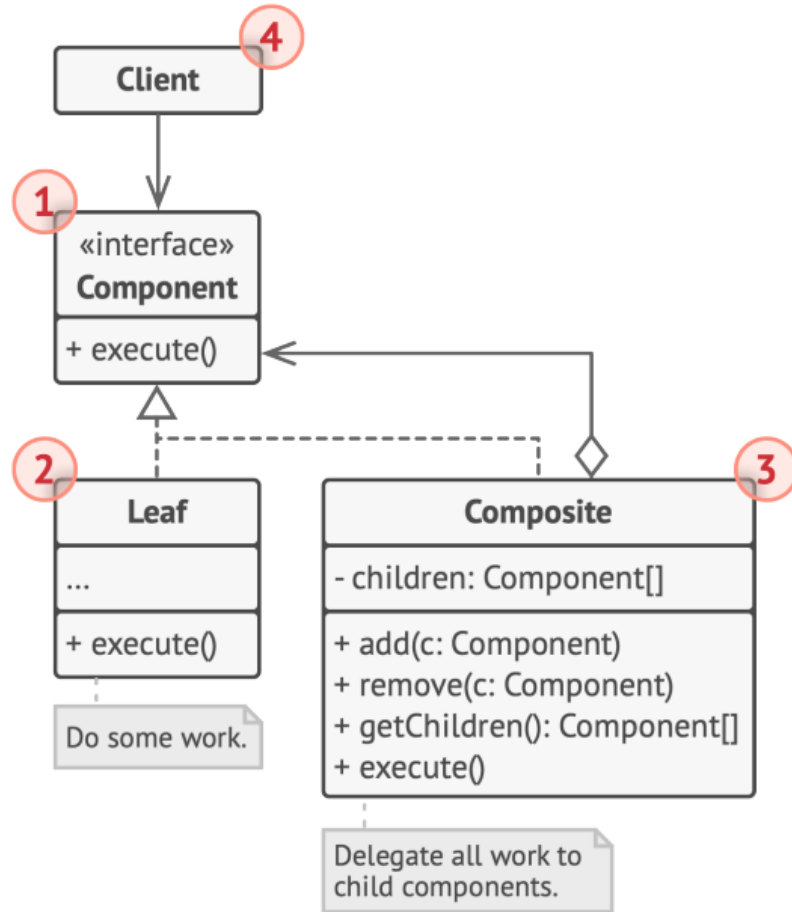 4
Client
1
«interface»
Component
+ execute()
2
Leaf
...
+ execute()
Do some work.
3
Composite
- children: Component[]
+ add(c: Component)
+ remove(c: Component)
+ getChildren(): Component[]
+ execute()
Delegate all work to
child components.